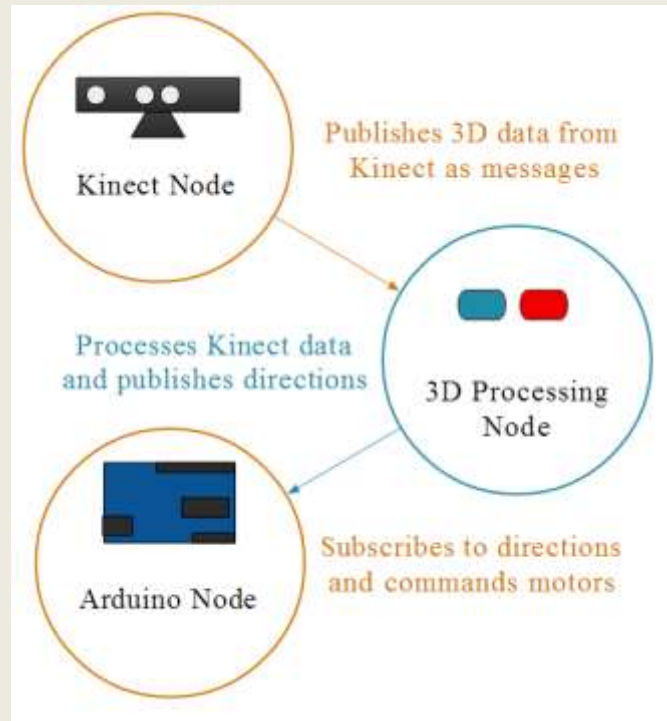 Kinect Node
Publishes 3D data from
Kinect as messages
Processes Kinect data
and publishes directions
3D Processing
Node
Arduino Node
Subscribes to directions
and commands motors